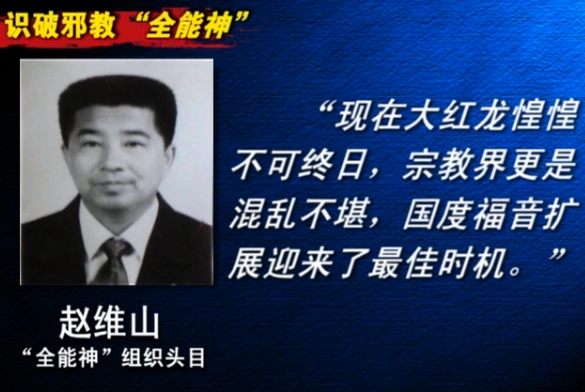 识破邪教“全能神”
“现在大红龙惶惶
不可终日，宗教界更是
混乱不堪，国度福音扩
展迎来了最佳时机。”
赵维山
“全能神”组织头目